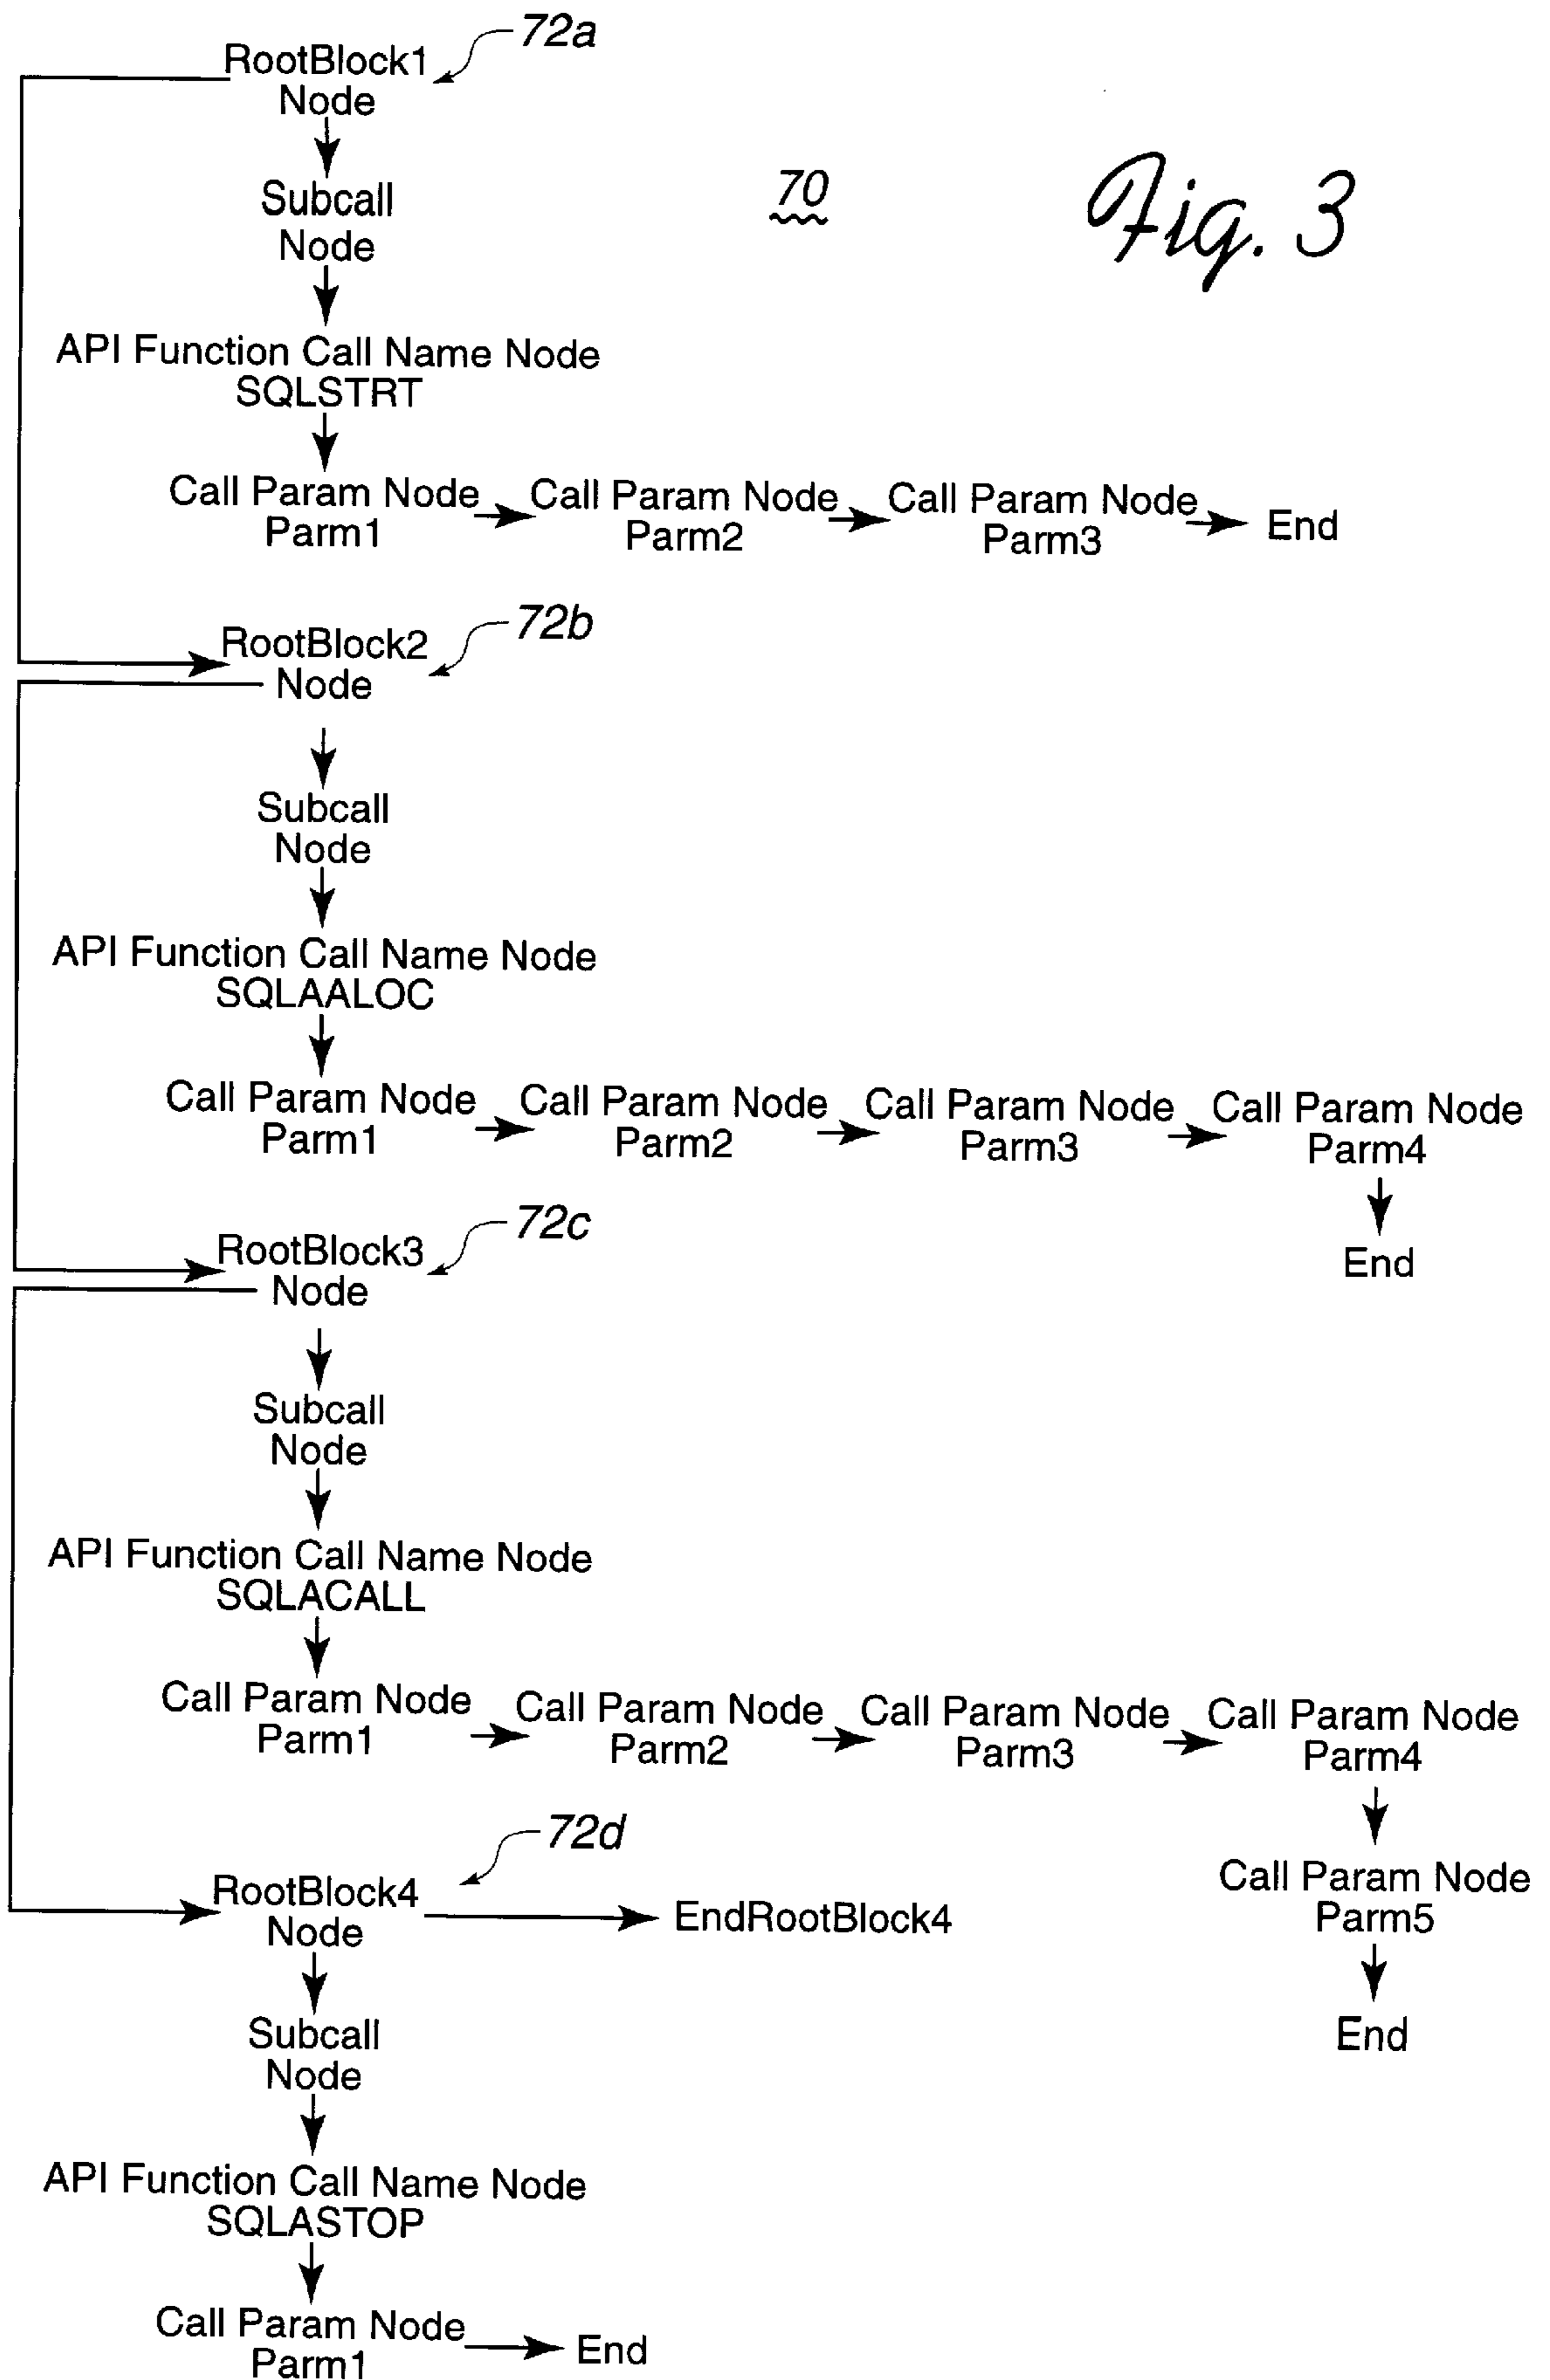 72a
RootBlock1
Node
70
Fig. 3
Subcall
Node
API Function Call Name Node
SQLSTRT
Call Param Node Call Param Node Call Param Node
Parm1 Parm2 Parm3 End
72b
RootBlock2
Node
Subcall
Node
API Function Call Name Node
SQLAALOC
Call Param Node Call Param Node Call Param Node Call Param Node
Parm1 Parm2 Parm3 Parm4
End
72c
RootBlock3
Node
Subcall
Node
API Function Call Name Node
SQLACALL
Call Param Node Call Param Node Call Param Node Call Param Node
Parm1 Parm2 Parm3 Parm4
Call Param Node
Parm5
End
72d
RootBlock4
Node
EndRootBlock4
Subcall
Node
API Function Call Name Node
SQLASTOP
Call Param Node
Parm1
End